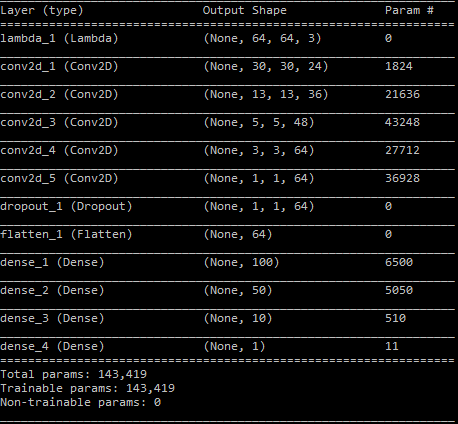 Layer (type) Output Shape Param #
lambda_1 (Lambda) (None, 64, 64, 3) 0
conv2d_1 (Conv2D) (None, 30, 30, 24) 1824
conv2d_2 (Conv2D) (None, 13, 13, 36) 21636
conv2d_3 (Conv2D) (None, 5, 5, 48) 43248
conv2d_4 (Conv2D) (None, 3, 3, 64) 27712
conv2d_5 (Conv2D) (None, 1, 1, 64) 36928
dropout_1 (Dropout) (None, 1, 1, 64) 0
flatten_1 (Flatten) (None, 64) 0
dense_1 (Dense) (None, 100) 6500
dense_2 (Dense) (None, 50) 5050
dense_3 (Dense) (None, 10) 510
dense_4 (Dense) (None, 1) 11
Total params: 143,419
Trainable params: 143,419
Non-trainable params: 0